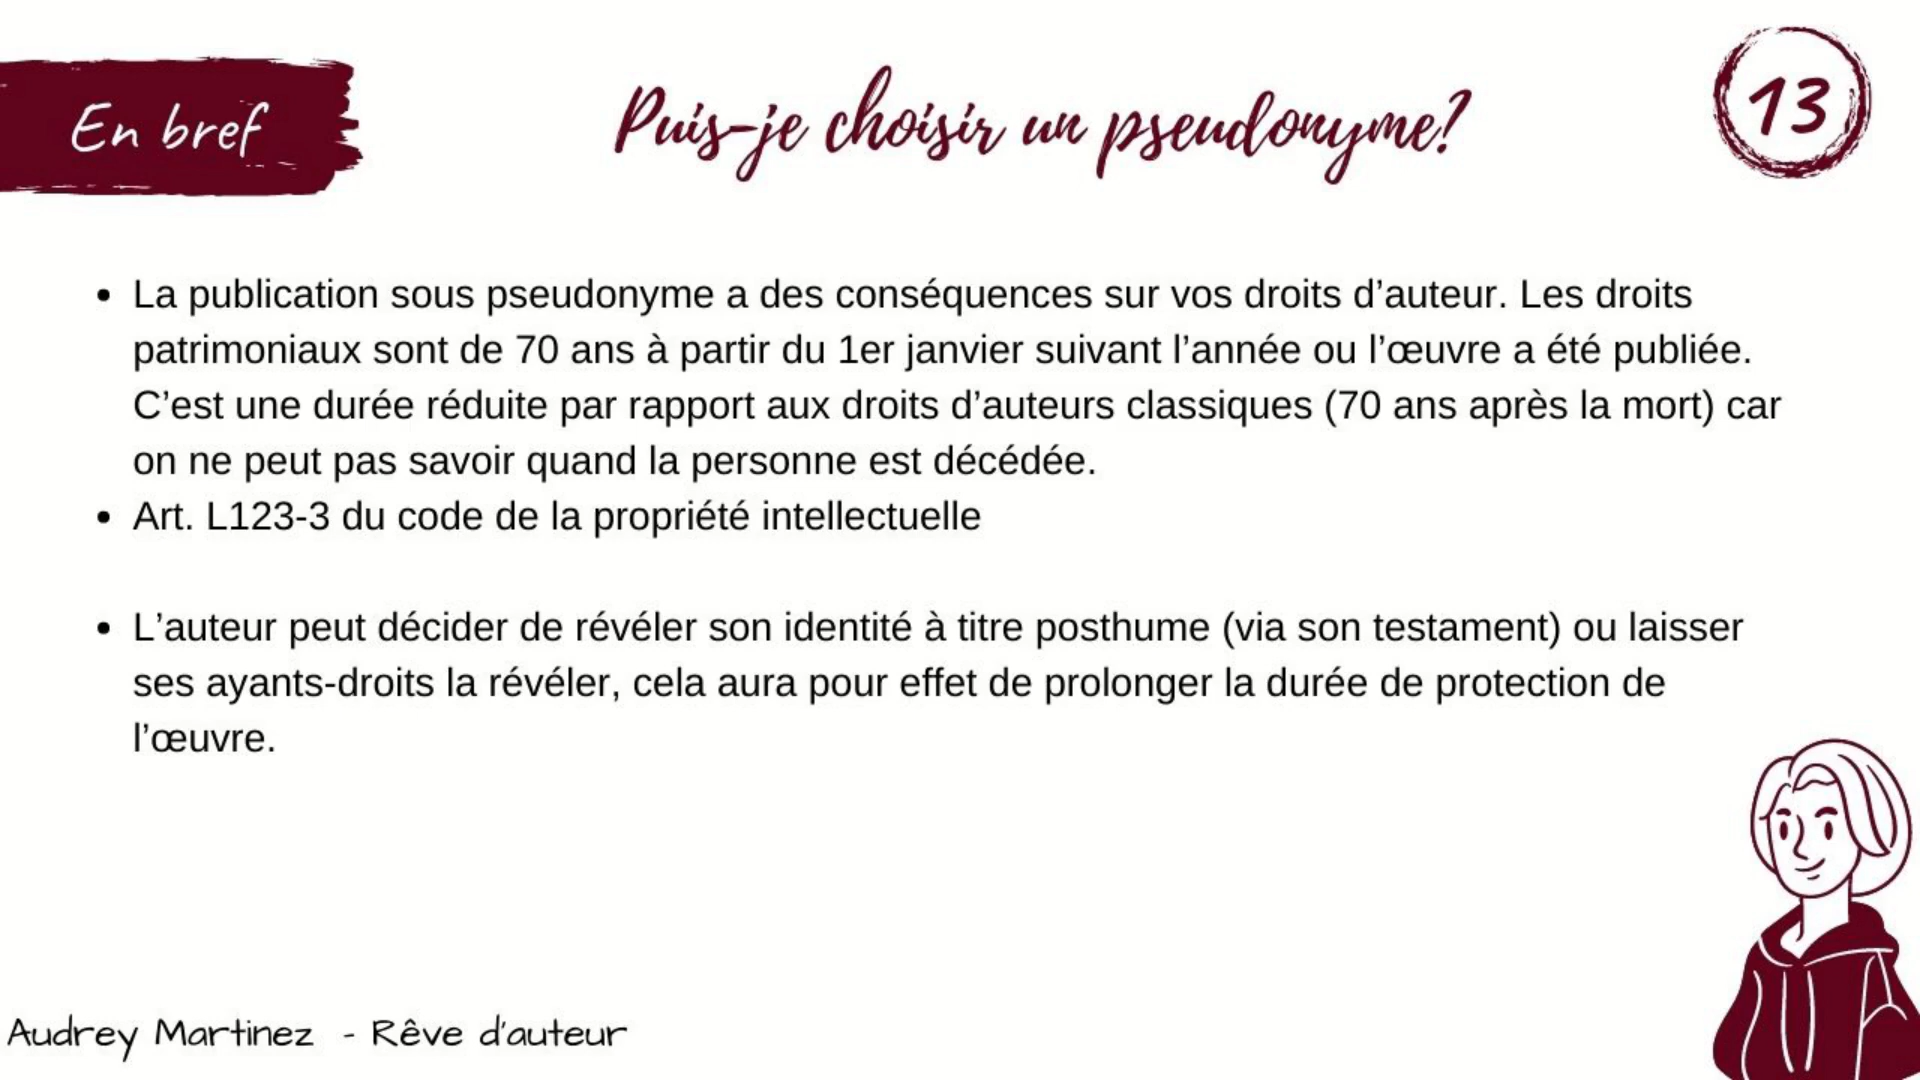 En bref
Puis-je choisir un pseudonyme?
13
• La publication sous pseudonyme a des conséquences sur vos droits d’auteur. Les droits
patrimoniaux sont de 70 ans à partir du 1er janvier suivant l’année ou l’œuvre a été publiée.
C’est une durée réduite par rapport aux droits d’auteurs classiques (70 ans après la mort) car
on ne peut pas savoir quand la personne est décédée.
• Art. L123-3 du code de la propriété intellectuelle
• L’auteur peut décider de révéler son identité à titre posthume (via son testament) ou laisser
ses ayants-droits la révéler, cela aura pour effet de prolonger la durée de protection de
l’œuvre.
Audrey Martinez - Rêve d'auteur